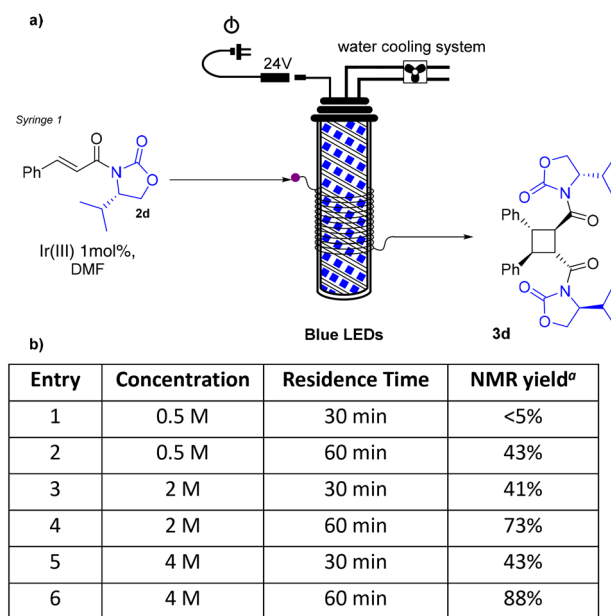 a)
24V
water cooling system
Syringe 1
O
O
Ph
N
O
2d
Ir(III) 1mol%,
DMF
Blue LEDs
O
O
N
Ph
O
Ph
O
N
O
O
3d
b)
Entry Concentration Residence Time NMR yieldᵃ
1 0.5 M 30 min <5%
2 0.5 M 60 min 43%
3 2 M 30 min 41%
4 2 M 60 min 73%
5 4 M 30 min 43%
6 4 M 60 min 88%